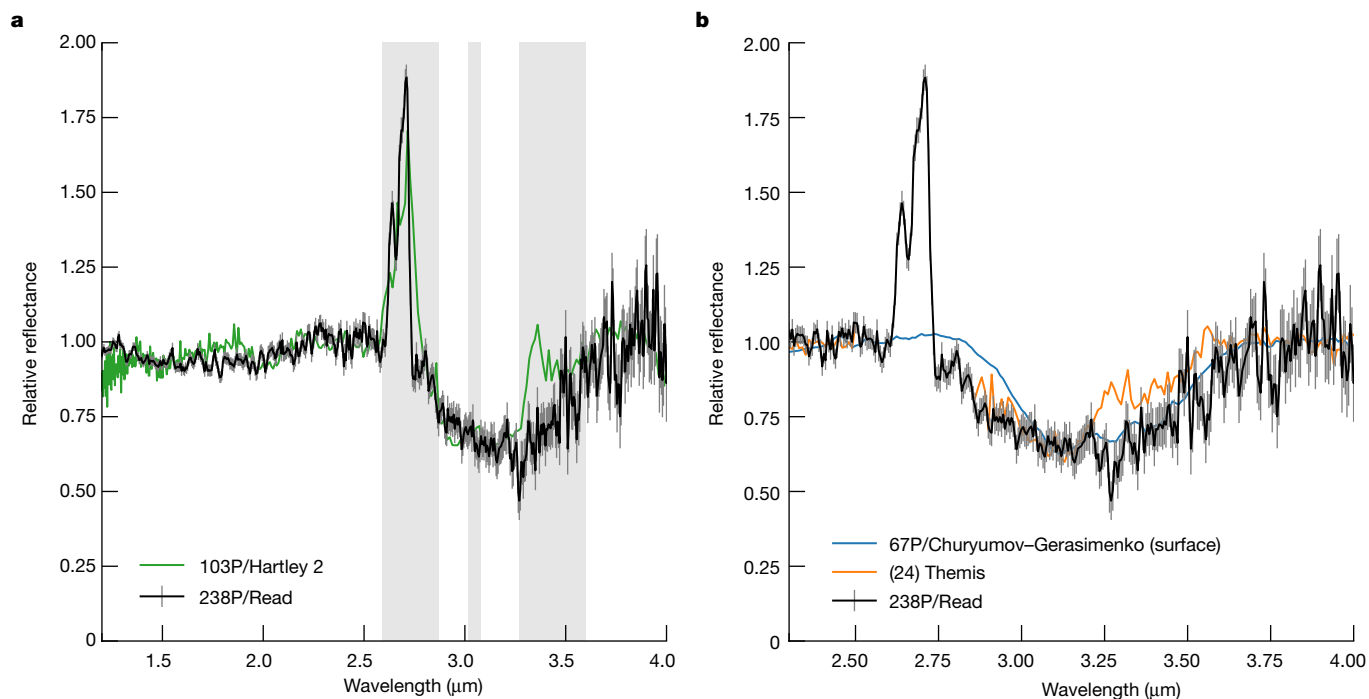 a
2.00
1.75
1.50
1.25
1.00
0.75
0.50
0.25
0
Relative reflectance
103P/Hartley 2
238P/Read
1.5
2.0
2.5
3.0
3.5
4.0
Wavelength (μm)
b
2.00
1.75
1.50
1.25
1.00
0.75
0.50
0.25
0
Relative reflectance
67P/Churyumov–Gerasimenko (surface)
(24) Themis
238P/Read
2.50
2.75
3.00
3.25
3.50
3.75
4.00
Wavelength (μm)